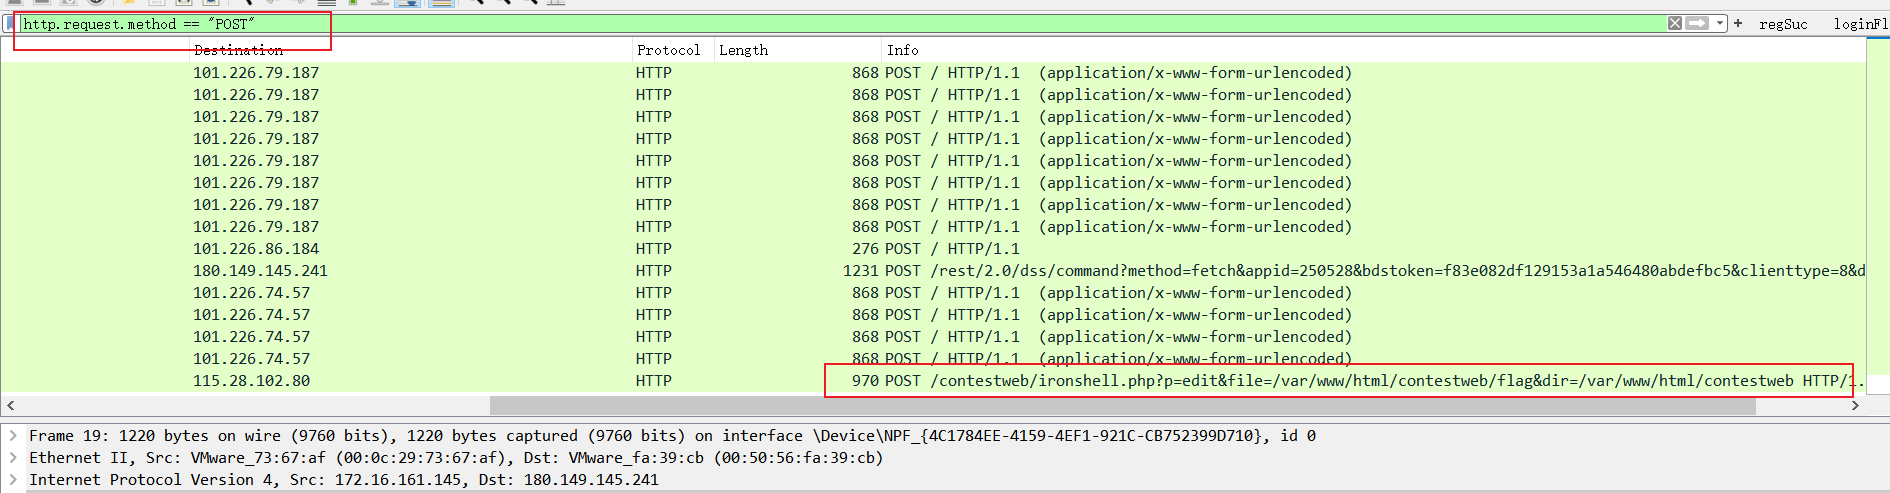 http.request.method == "POST"
+ regSuc loginFl
Destination Protocol Length Info
101.226.79.187 HTTP 868 POST / HTTP/1.1 (application/x-www-form-urlencoded)
101.226.79.187 HTTP 868 POST / HTTP/1.1 (application/x-www-form-urlencoded)
101.226.79.187 HTTP 868 POST / HTTP/1.1 (application/x-www-form-urlencoded)
101.226.79.187 HTTP 868 POST / HTTP/1.1 (application/x-www-form-urlencoded)
101.226.79.187 HTTP 868 POST / HTTP/1.1 (application/x-www-form-urlencoded)
101.226.79.187 HTTP 868 POST / HTTP/1.1 (application/x-www-form-urlencoded)
101.226.79.187 HTTP 868 POST / HTTP/1.1 (application/x-www-form-urlencoded)
101.226.79.187 HTTP 868 POST / HTTP/1.1 (application/x-www-form-urlencoded)
101.226.86.184 HTTP 276 POST / HTTP/1.1
180.149.145.241 HTTP 1231 POST /rest/2.0/dss/command?method=fetch&appid=250528&bdstoken=f83e082df129153a1a546480abdefbc5&clienttype=8&d
101.226.74.57 HTTP 868 POST / HTTP/1.1 (application/x-www-form-urlencoded)
101.226.74.57 HTTP 868 POST / HTTP/1.1 (application/x-www-form-urlencoded)
101.226.74.57 HTTP 868 POST / HTTP/1.1 (application/x-www-form-urlencoded)
101.226.74.57 HTTP 868 POST / HTTP/1.1 (application/x-www-form-urlencoded)
115.28.102.80 HTTP 970 POST /contestweb/ironshell.php?p=edit&file=/var/www/html/contestweb/flag&dir=/var/www/html/contestweb HTTP/1.
Frame 19: 1220 bytes on wire (9760 bits), 1220 bytes captured (9760 bits) on interface \Device\NPF_{4C1784EE-4159-4EF1-921C-CB752399D710}, id 0
Ethernet II, Src: VMware_73:67:af (00:0c:29:73:67:af), Dst: VMware_fa:39:cb (00:50:56:fa:39:cb)
Internet Protocol Version 4, Src: 172.16.161.145, Dst: 180.149.145.241